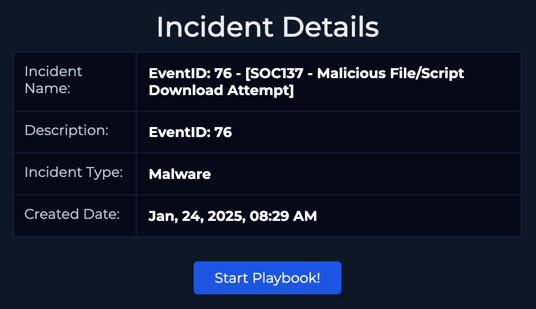 Incident Details
Incident
Name:
EventID: 76 - [SOC137 - Malicious File/Script
Download Attempt]
Description:
EventID: 76
Incident Type:
Malware
Created Date:
Jan, 24, 2025, 08:29 AM
Start Playbook!